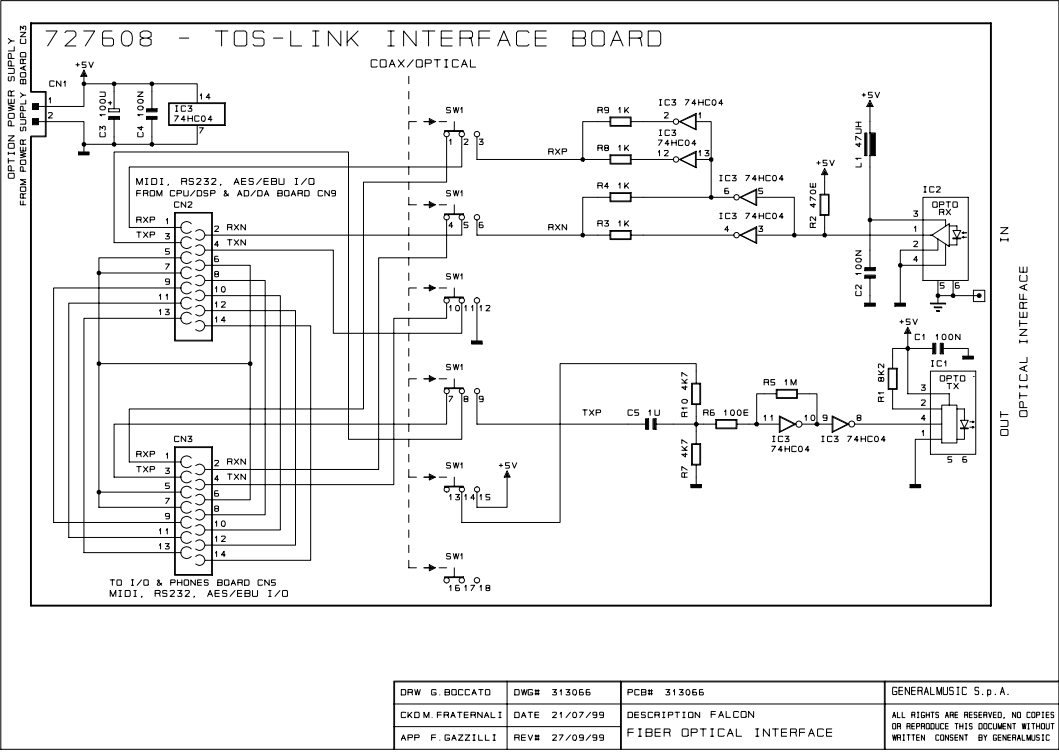 727608 - TOS-LINK INTERFACE BOARD
COAX/OPTICAL
OPTION POWER SUPPLY
FROM POWER SUPPLY BOARD CN3
CN1
1
2
+5V
C3 100U
+
C4 100N
14
IC3
74HC04
7
MIDI, RS232, AES/EBU I/O
FROM CPU/DSP & AD/DA BOARD CN9
CN2
RXP 1
TXP 3
5
7
9
11
13
2 RXN
4 TXN
6
8
10
12
14
CN3
RXP 1
TXP 3
5
7
9
11
13
2 RXN
4 TXN
6
8
10
12
14
TO I/O & PHONES BOARD CN5
MIDI, RS232, AES/EBU I/O
SW1
1 2 3
SW1
4 5 6
SW1
10 11 12
SW1
7 8 9
SW1
13 14 15
+5V
SW1
16 17 18
RXP
RXN
R9 1K
R8 1K
R4 1K
R3 1K
IC3 74HC04
2 1
IC3
74HC04
12 13
IC3 74HC04
6 5
IC3 74HC04
4 3
+5V
R2 470E
+5V
L1 47UH
C2 100N
IC2
OPTO
RX
3
1
2
4
5 6
IN
OPTICAL INTERFACE
OUT
TXP
C5 1U
R10 4K7
R7 4K7
R6 100E
R5 1M
11 10
IC3
74HC04
9 8
IC3 74HC04
+5V
C1 100N
R1 8K2
IC1
OPTO
TX
3
2
4
1
5 6
DRW G.BOCCATO
DWG# 313066
PCB# 313066
GENERALMUSIC S.p.A.
CKD M.FRATERNALI
DATE 21/07/99
DESCRIPTION FALCON
FIBER OPTICAL INTERFACE
ALL RIGHTS ARE RESERVED, NO COPIES
OR REPRODUCE THIS DOCUMENT WITHOUT
WRITTEN CONSENT BY GENERALMUSIC
APP F.GAZZILLI
REV# 27/09/99